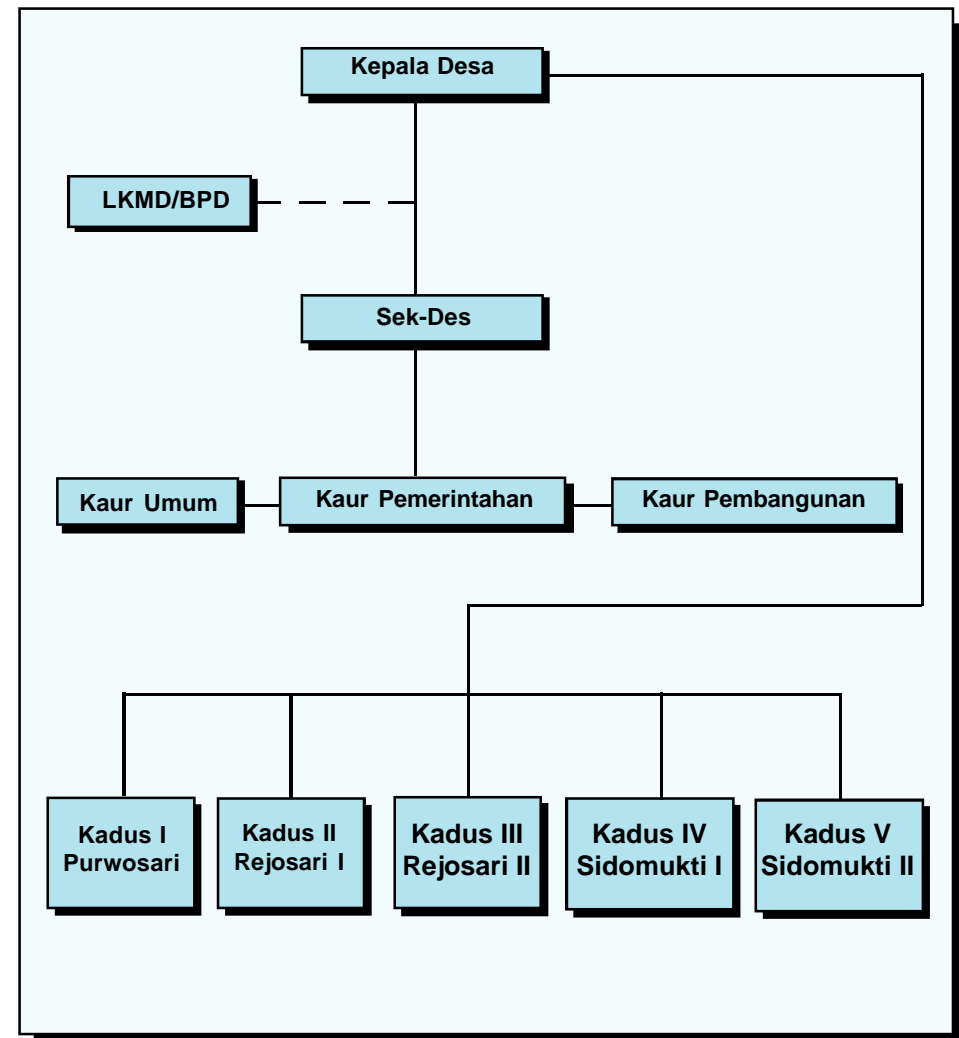 Kepala Desa
LKMD/BPD
Sek-Des
Kaur Umum
Kaur Pemerintahan
Kaur Pembangunan
Kadus I
Purwosari
Kadus II
Rejosari I
Kadus III
Rejosari II
Kadus IV
Sidomukti I
Kadus V
Sidomukti II